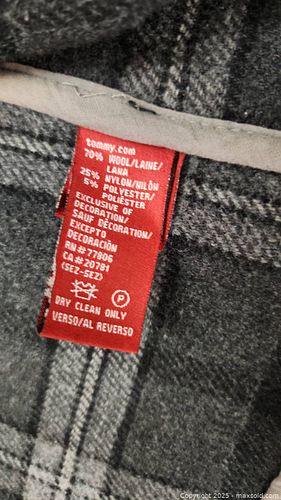 tommy.com
70% WOOL/LAINE/
LANA
25% NYLON/NILÓN
5% POLYESTER/
POLIÉSTER
EXCLUSIVE OF
DECORATION/
SAUF DÉCORATION/
EXCEPTO
DECORACIÓN
RN#77806
CA#20781
(SEZ-SEZ)
P
DRY CLEAN ONLY
VERSO/AL REVERSO
Copyright 2025 - maxsold.com